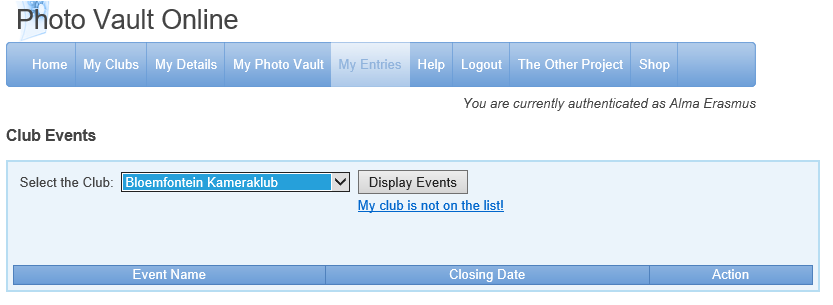 Photo Vault Online
Home My Clubs My Details My Photo Vault My Entries Help Logout The Other Project Shop
You are currently authenticated as Alma Erasmus
Club Events
Select the Club: Bloemfontein Kameraklub Display Events
My club is not on the list!
Event Name Closing Date Action